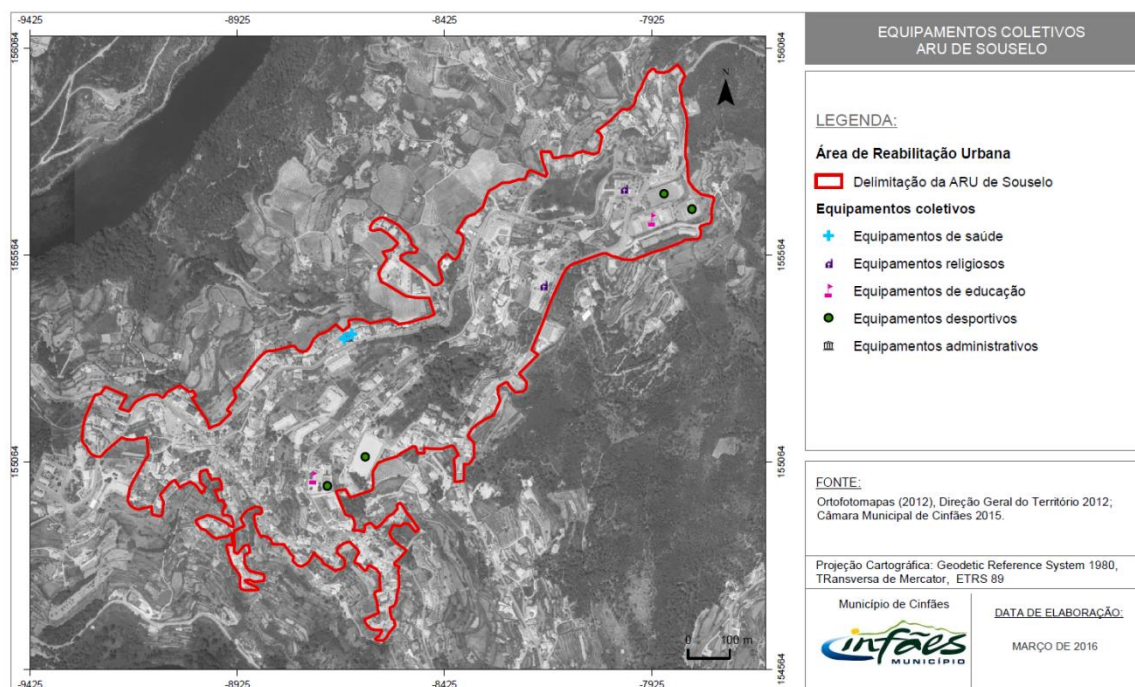 -9425
-8925
-8425
-7925
156064
156064
155564
155564
155064
155064
154564
154564
-9425
-8925
-8425
-7925
N
0 100 m
EQUIPAMENTOS COLETIVOS
ARU DE SOUSELO
LEGENDA:
Área de Reabilitação Urbana
Delimitação da ARU de Souselo
Equipamentos coletivos
Equipamentos de saúde
Equipamentos religiosos
Equipamentos de educação
Equipamentos desportivos
Equipamentos administrativos
FONTE:
Ortofotomapas (2012), Direção Geral do Território 2012;
Câmara Municipal de Cinfães 2015.
Projeção Cartográfica: Geodetic Reference System 1980,
TRansversa de Mercator, ETRS 89
Município de Cinfães
Cinfães
MUNICÍPIO
DATA DE ELABORAÇÃO:
MARÇO DE 2016